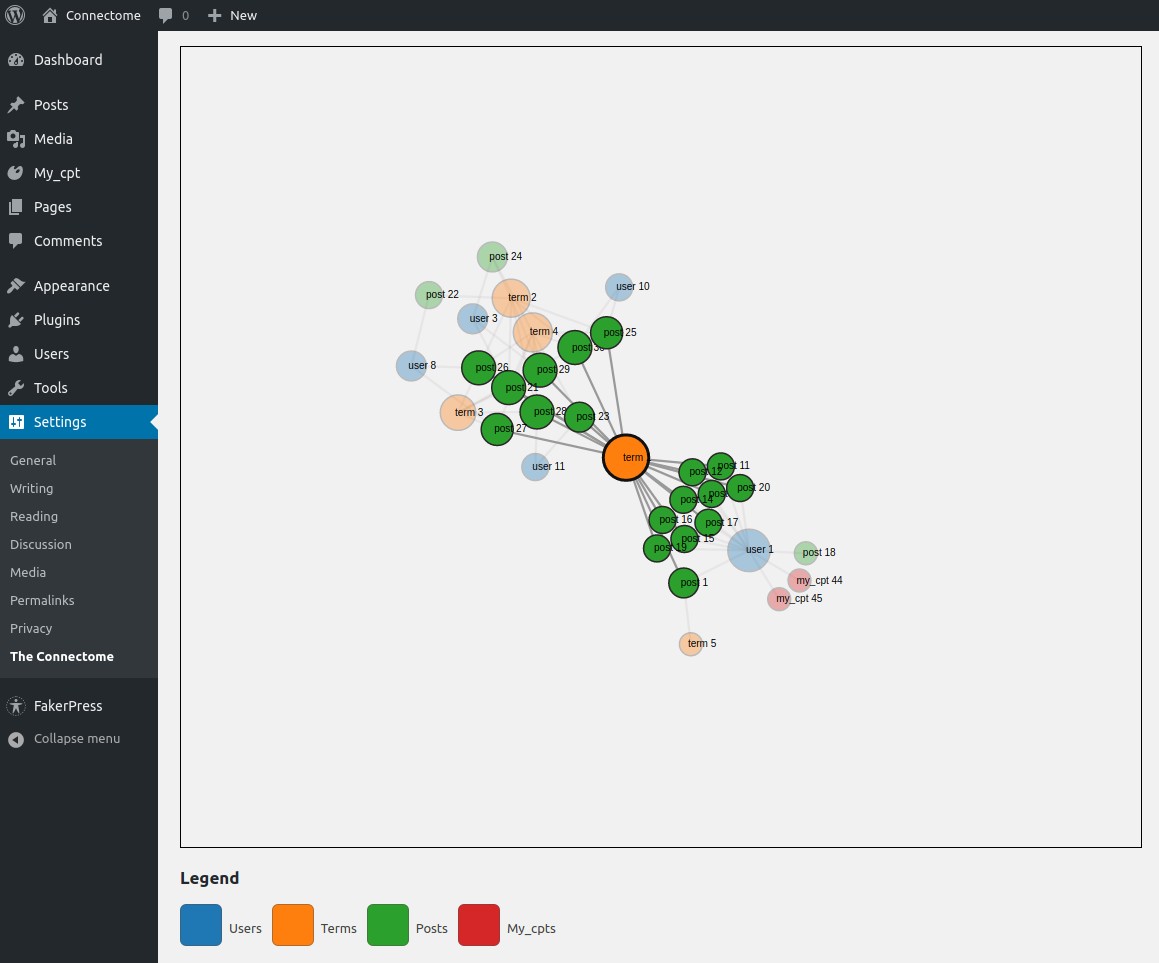 Connectome 0 New
Dashboard
Posts
Media
My_cpt
Pages
Comments
Appearance
Plugins
Users
Tools
Settings
General
Writing
Reading
Discussion
Media
Permalinks
Privacy
The Connectome
FakerPress
Collapse menu
post 24
user 10
post 22
term 2
user 3
term 4
post 25
post
user 8
post 26
post 29
post 21
term 3
post 28
post 23
post 27
term
user 11
post 12
post 11
post 20
post 14
post
post 16
post 17
post 15
post 19
user 1
post 18
post 1
my_cpt 44
my_cpt 45
term 5
Legend
Users Terms Posts My_cpts